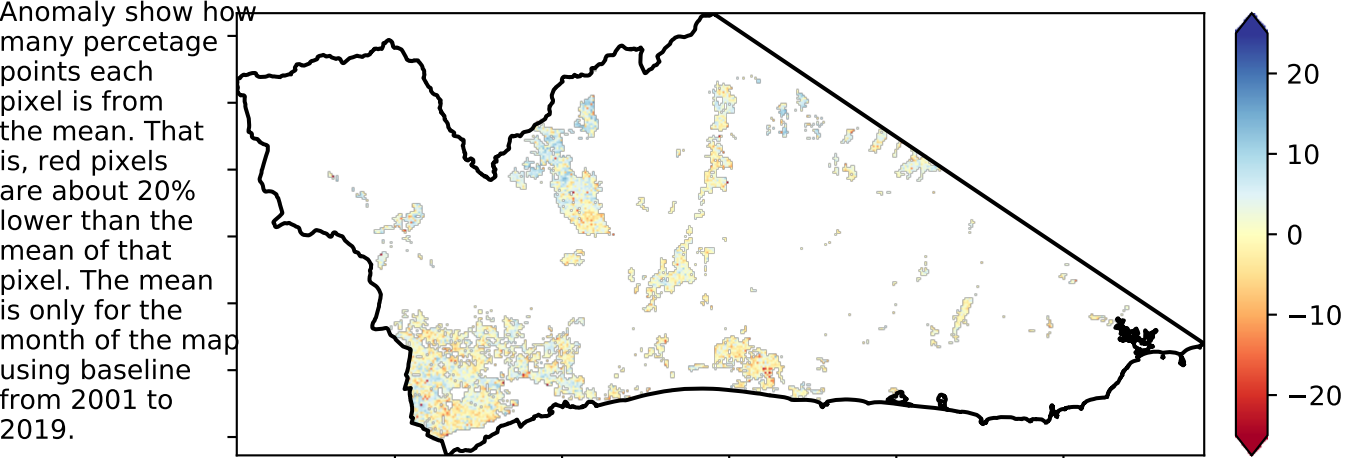 Anomaly show how
many percetage
points each
pixel is from
the mean. That
is, red pixels
are about 20%
lower than the
mean of that
pixel. The mean
is only for the
month of the map
using baseline
from 2001 to
2019.
20
10
0
−10
−20